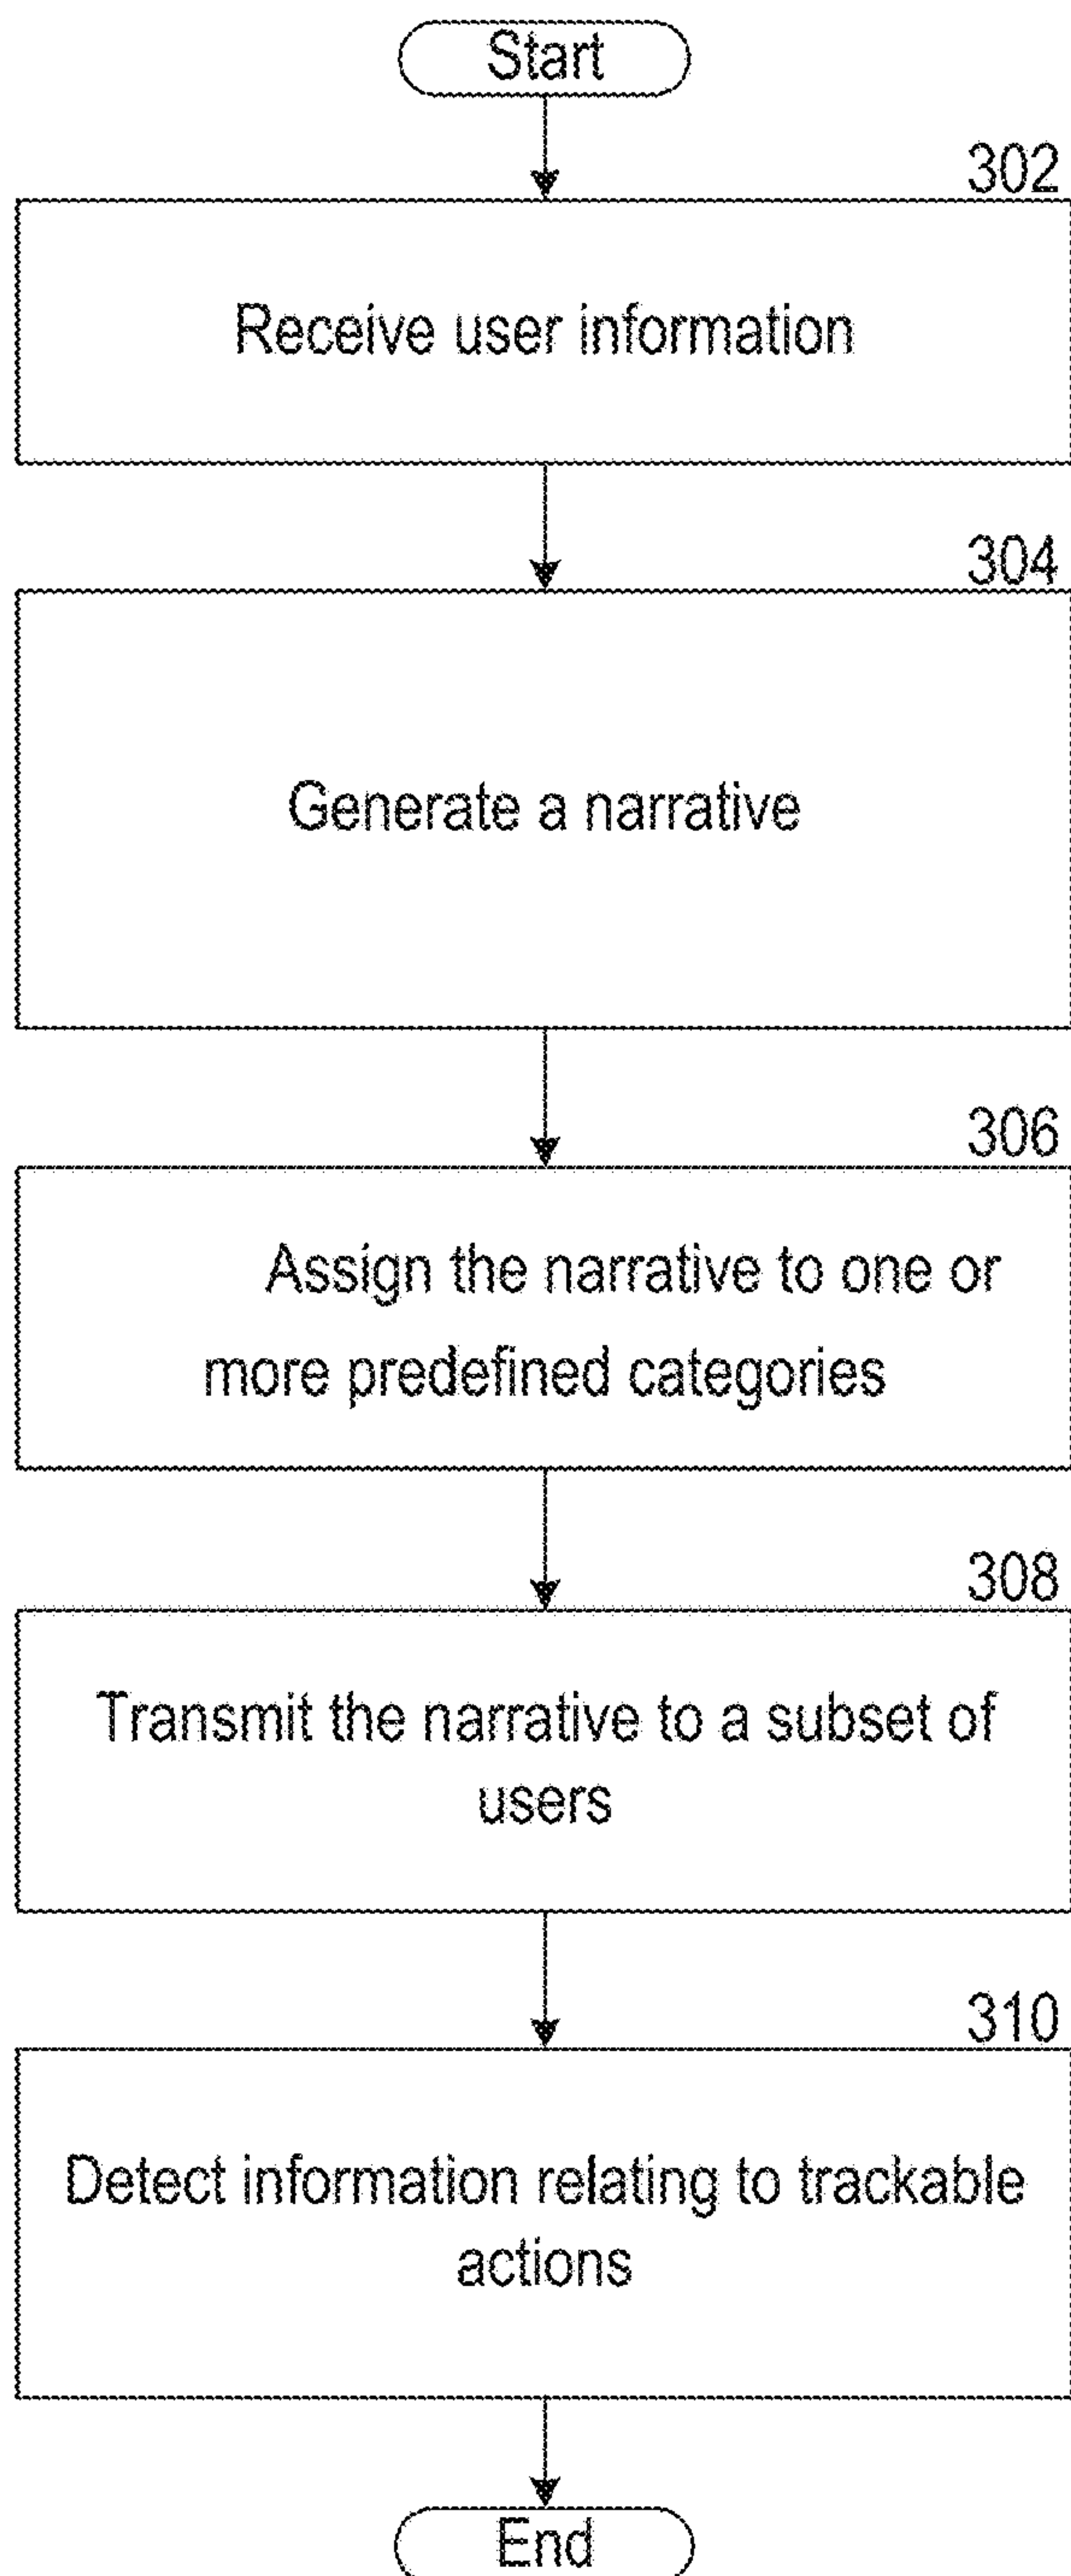 Start
302
Receive user information
304
Generate a narrative
306
Assign the narrative to one or
more predefined categories
308
Transmit the narrative to a subset of
users
310
Detect information relating to trackable
actions
End